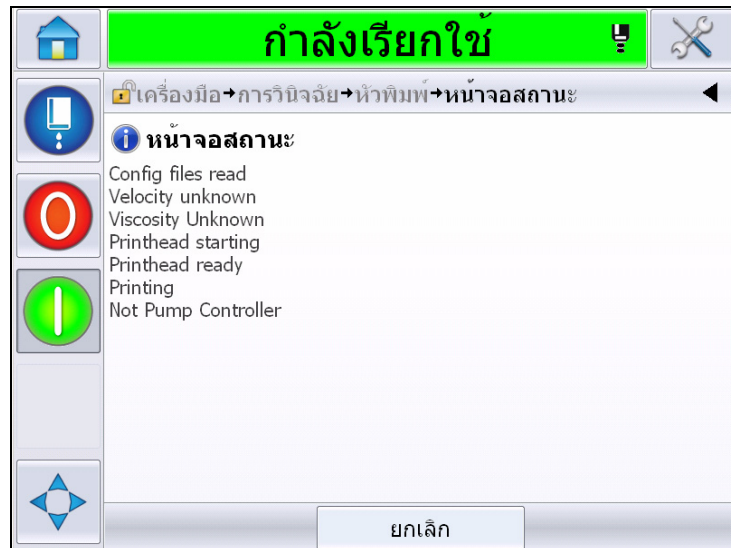 กำลังเรียกใช้
เครื่องมือ→การวินิจฉัย→หัวพิมพ์→หน้าจอสถานะ
หน้าจอสถานะ
Config files read
Velocity unknown
Viscosity Unknown
Printhead starting
Printhead ready
Printing
Not Pump Controller
ยกเลิก